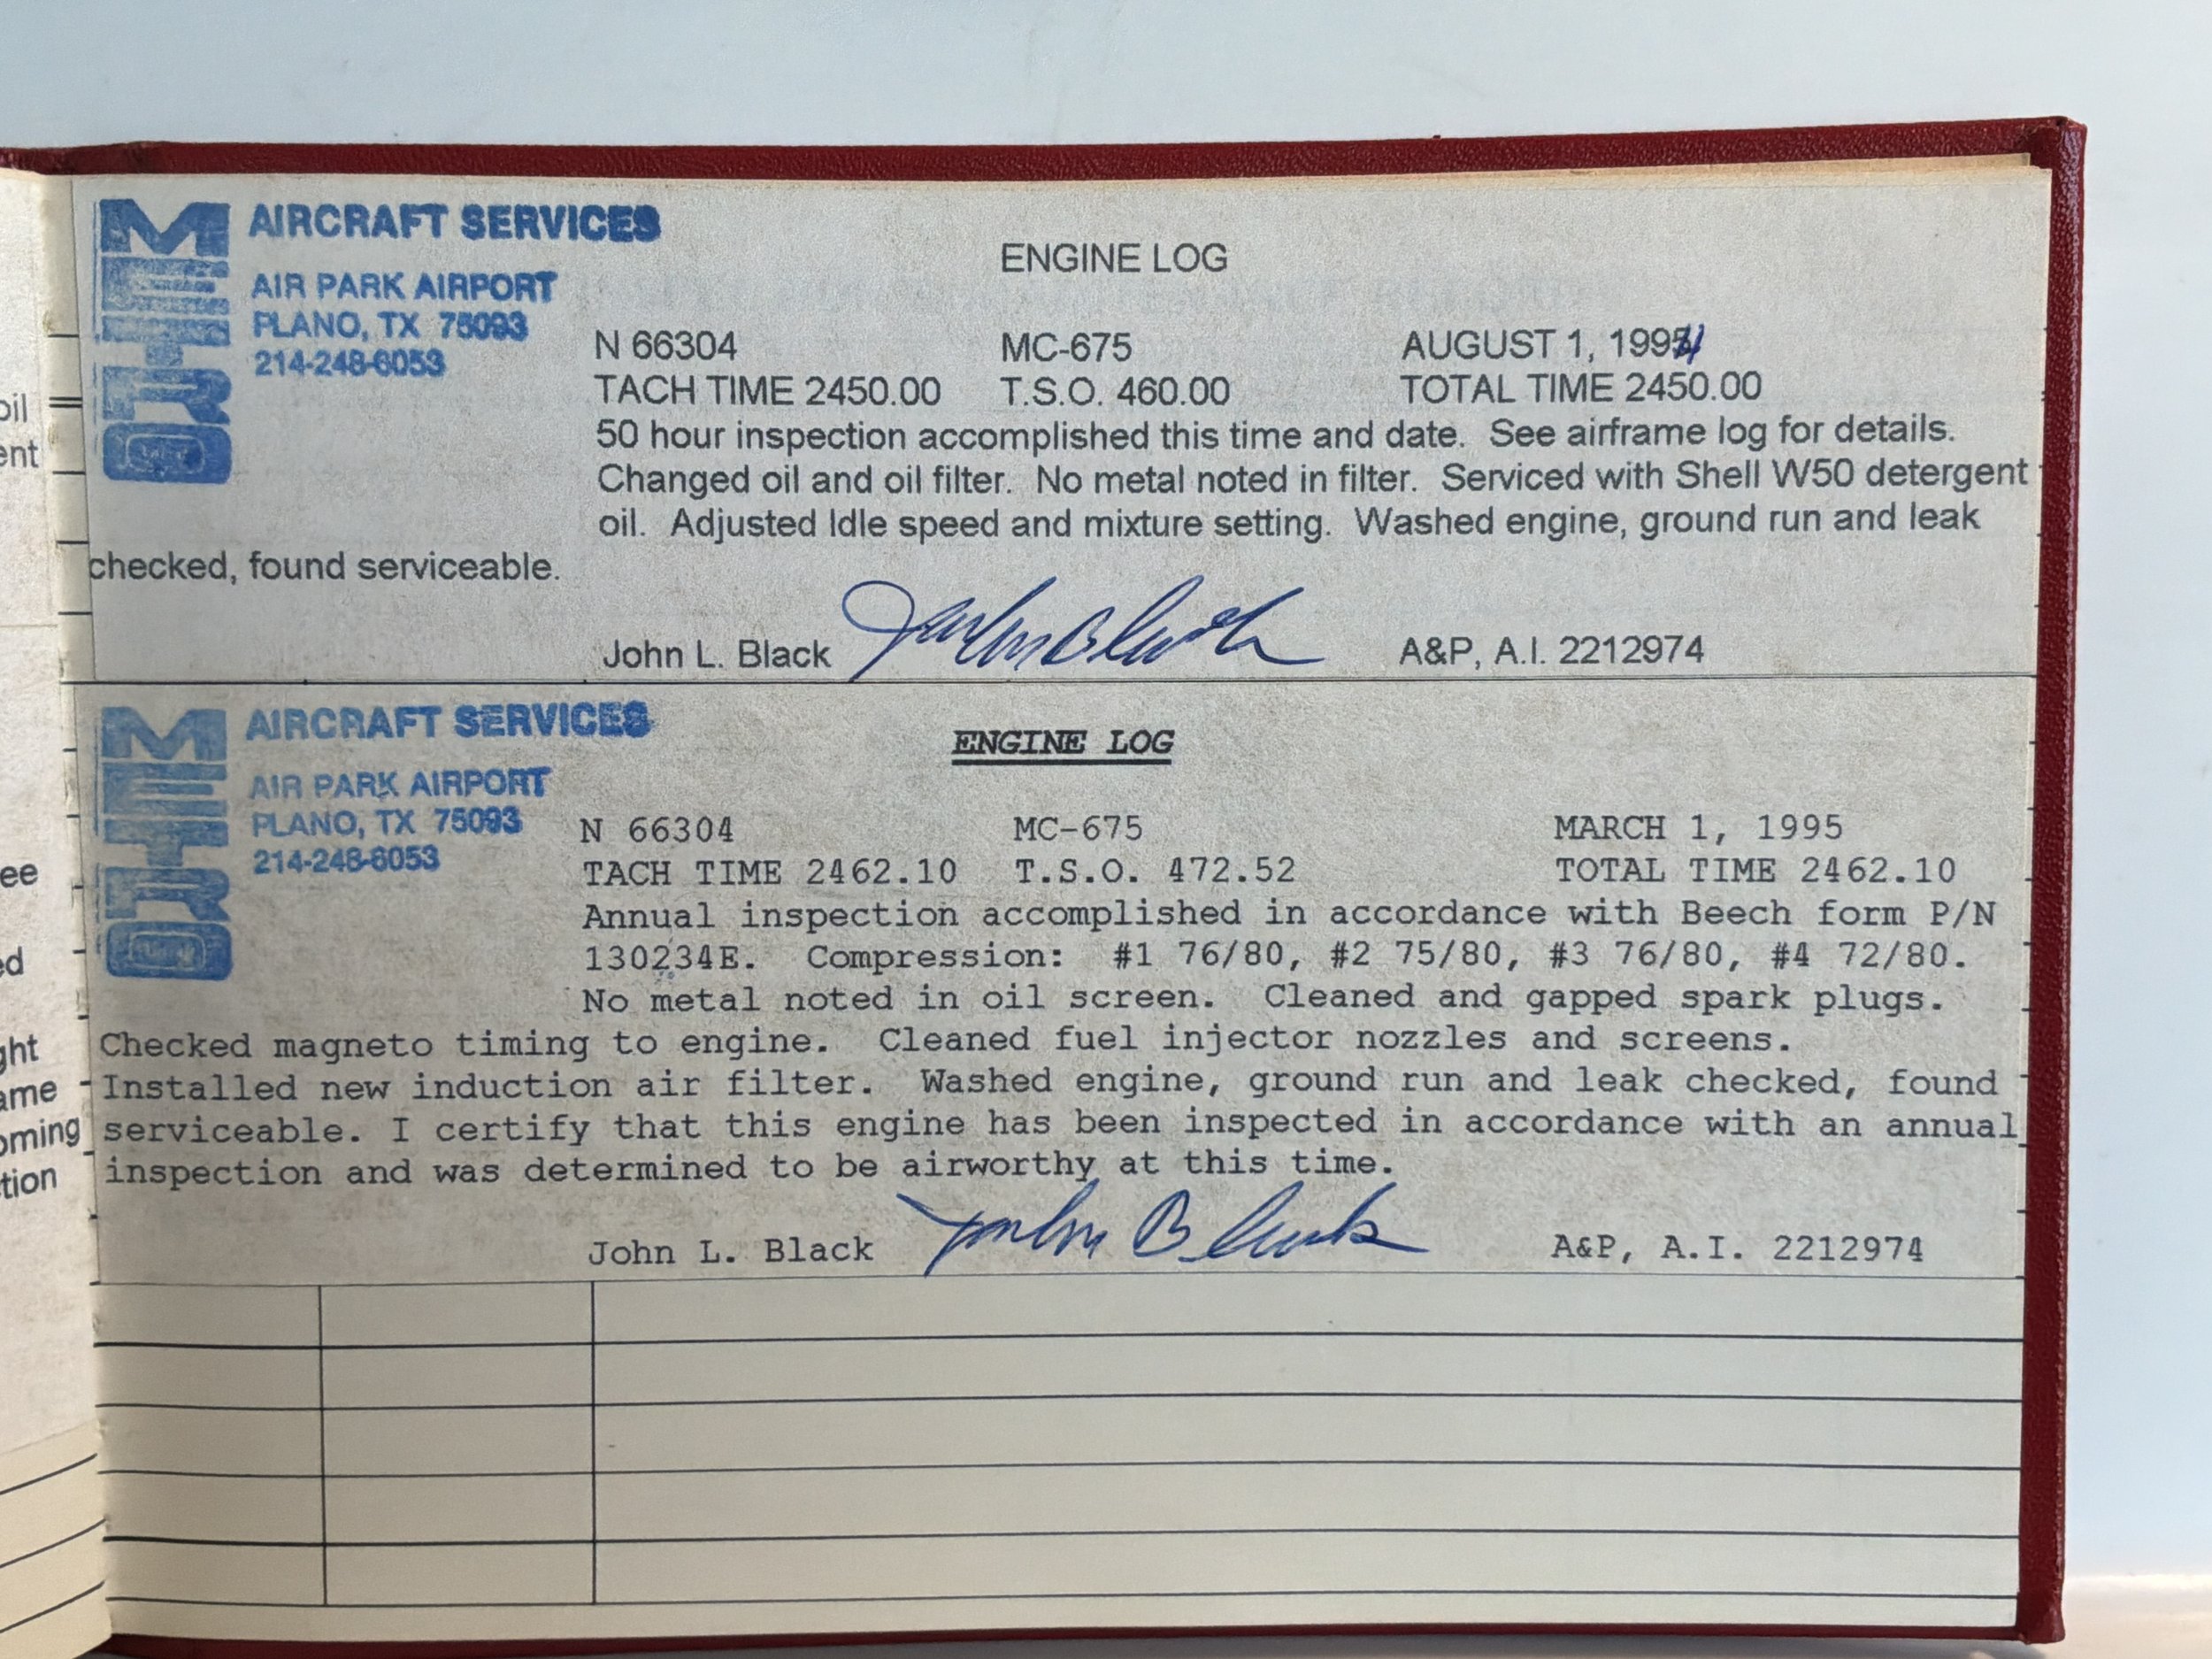 METRO
AIRCRAFT SERVICES
AIR PARK AIRPORT
PLANO, TX 75093
214-248-6053
ENGINE LOG
N 66304 MC-675 AUGUST 1, 1994
TACH TIME 2450.00 T.S.O. 460.00 TOTAL TIME 2450.00
50 hour inspection accomplished this time and date. See airframe log for details.
Changed oil and oil filter. No metal noted in filter. Serviced with Shell W50 detergent
oil. Adjusted Idle speed and mixture setting. Washed engine, ground run and leak
checked, found serviceable.
John L. Black A&P, A.I. 2212974
METRO
AIRCRAFT SERVICES
AIR PARK AIRPORT
PLANO, TX 75093
214-248-6053
ENGINE LOG
N 66304 MC-675 MARCH 1, 1995
TACH TIME 2462.10 T.S.O. 472.52 TOTAL TIME 2462.10
Annual inspection accomplished in accordance with Beech form P/N
130234E. Compression: #1 76/80, #2 75/80, #3 76/80, #4 72/80.
No metal noted in oil screen. Cleaned and gapped spark plugs.
Checked magneto timing to engine. Cleaned fuel injector nozzles and screens.
Installed new induction air filter. Washed engine, ground run and leak checked, found
serviceable. I certify that this engine has been inspected in accordance with an annual
inspection and was determined to be airworthy at this time.
John L. Black A&P, A.I. 2212974